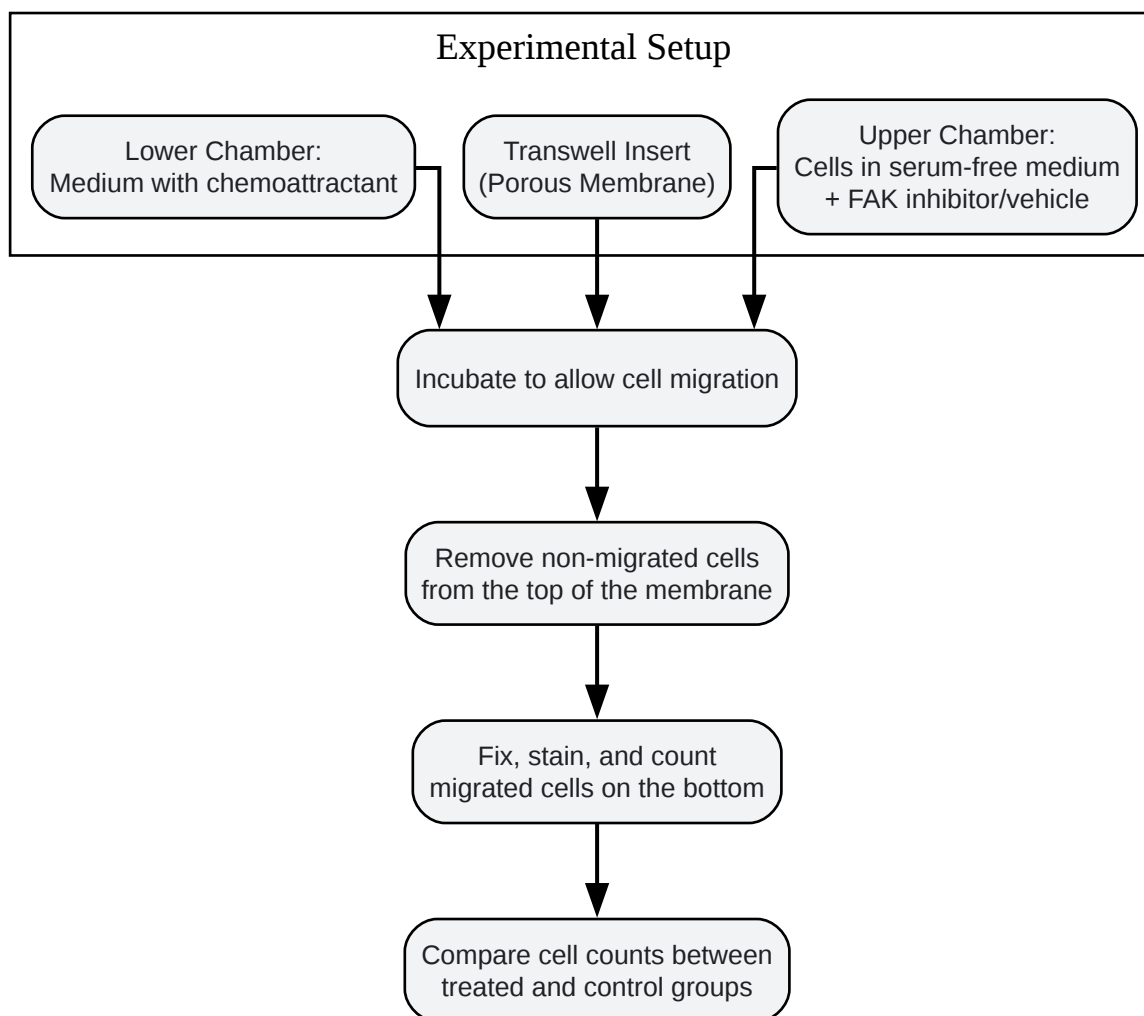 Experimental Setup
Lower Chamber:
Medium with chemoattractant
Transwell Insert
(Porous Membrane)
Upper Chamber:
Cells in serum-free medium
+ FAK inhibitor/vehicle
Incubate to allow cell migration
Remove non-migrated cells
from the top of the membrane
Fix, stain, and count
migrated cells on the bottom
Compare cell counts between
treated and control groups